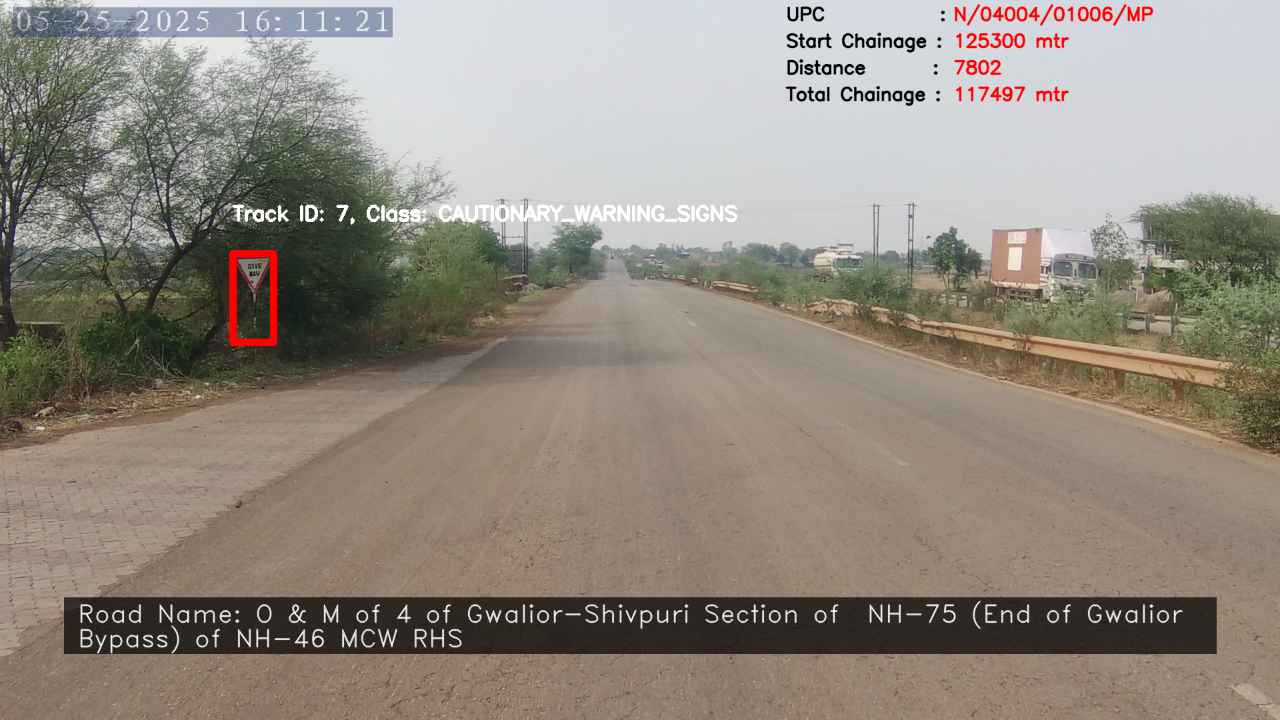 05-25-2025 16:11:21
UPC : N/04004/01006/MP
Start Chainage : 125300 mtr
Distance : 7802
Total Chainage : 117497 mtr
Track ID: 7, Class: CAUTIONARY_WARNING_SIGNS
GIVE
WAY
Road Name: O & M of 4 of Gwalior-Shivpuri Section of NH-75 (End of Gwalior
Bypass) of NH-46 MCW RHS